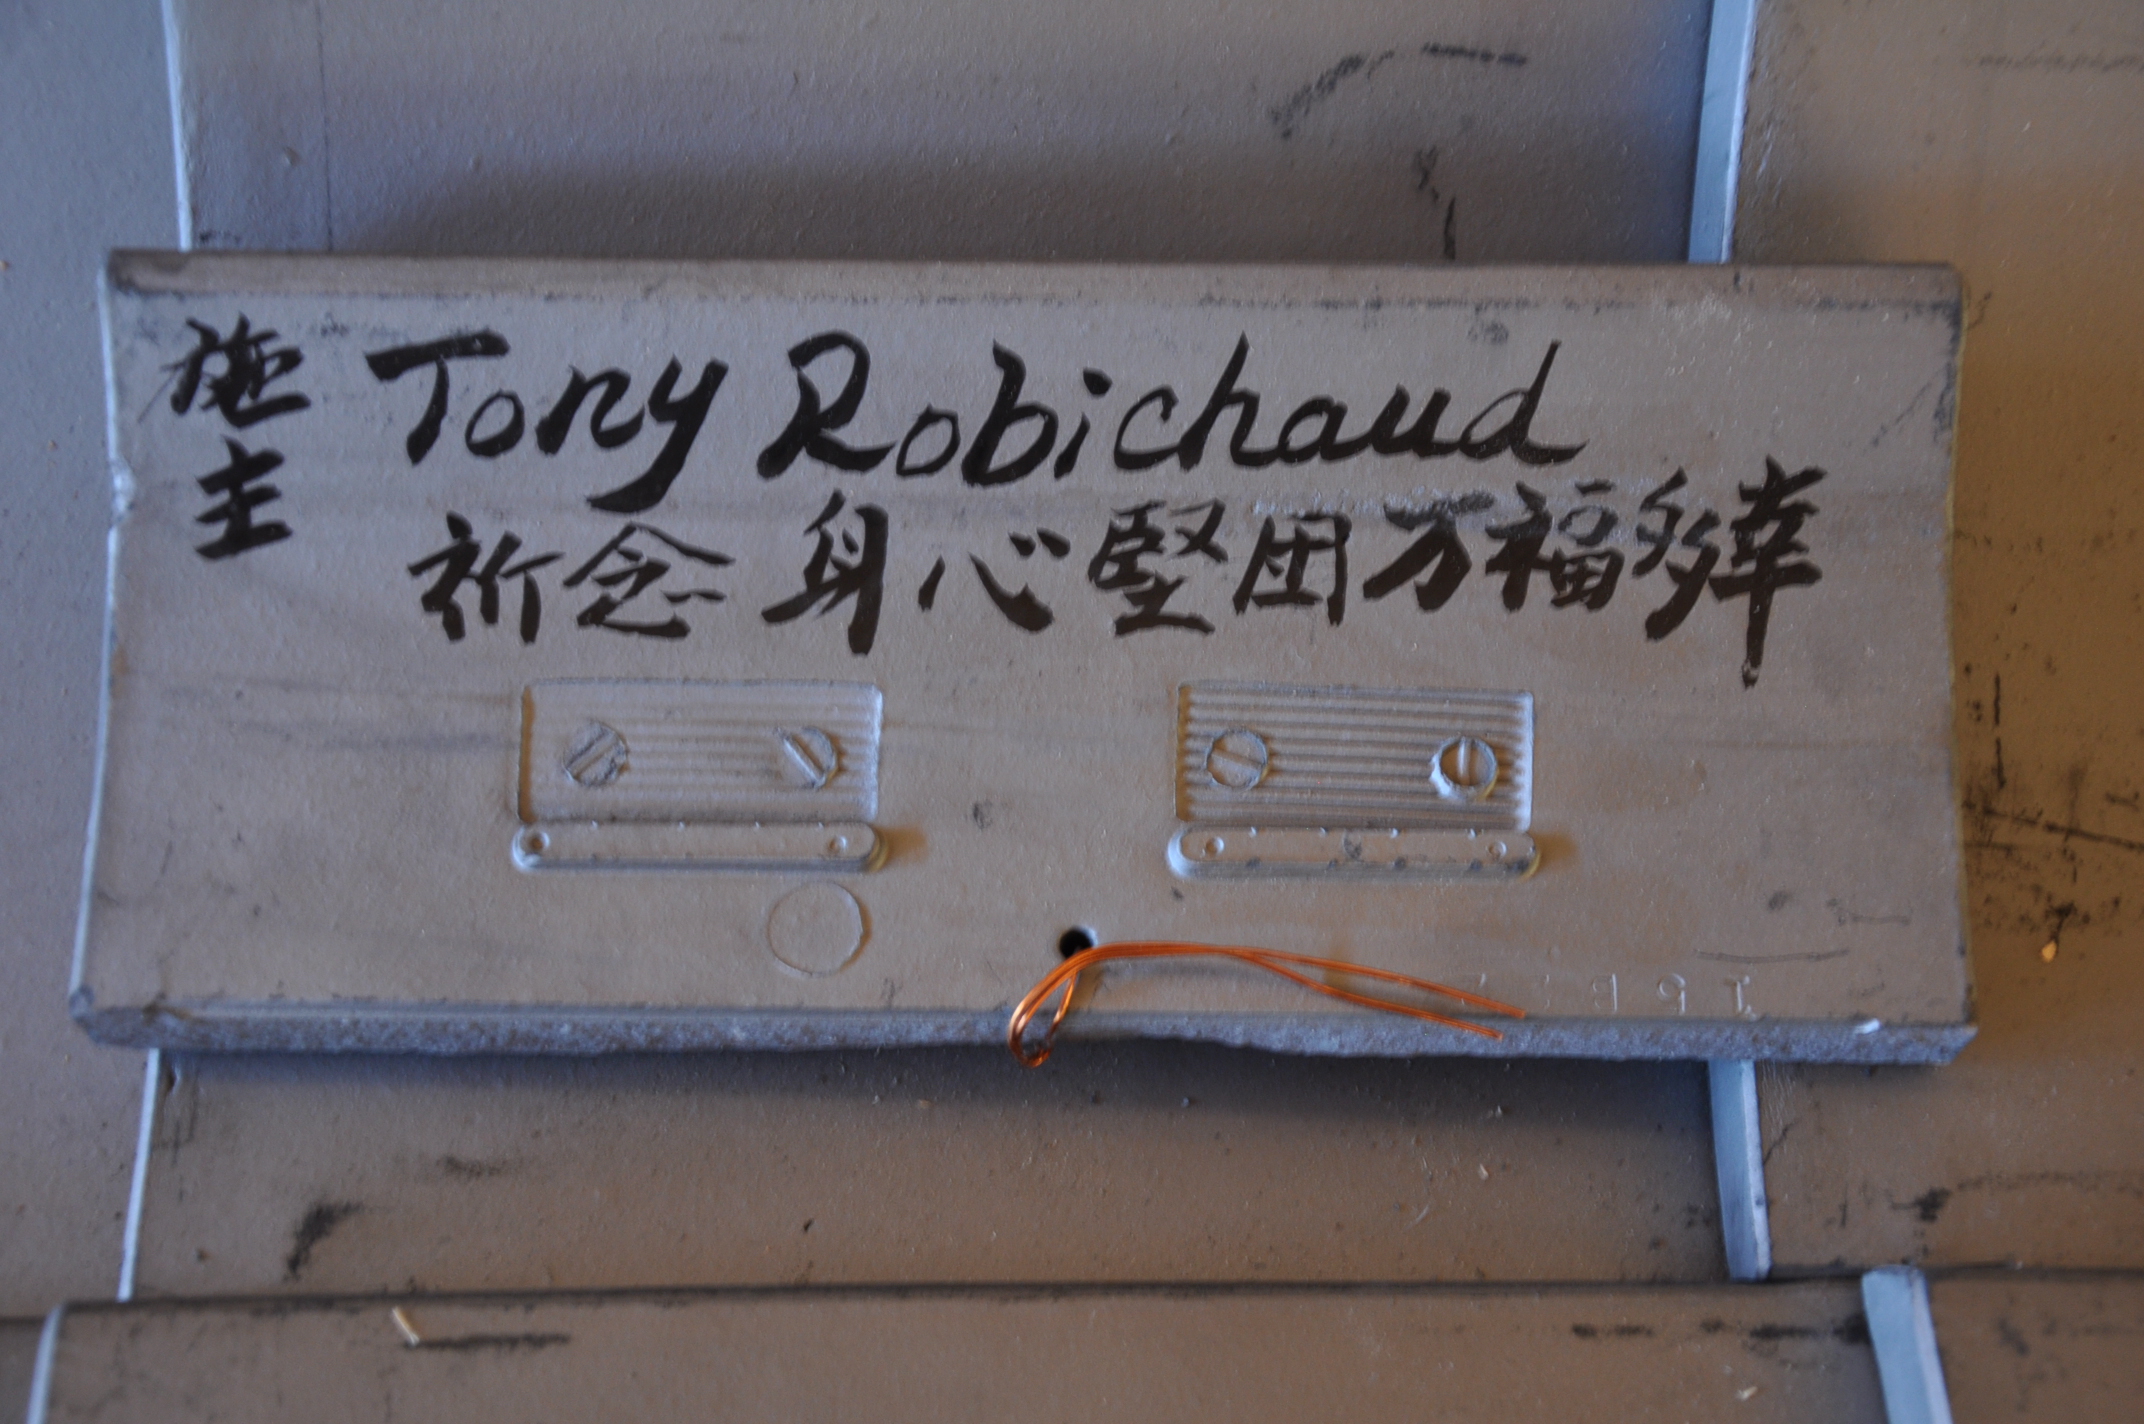 施主
Tony Robichaud
祈念 身心堅固万福多幸